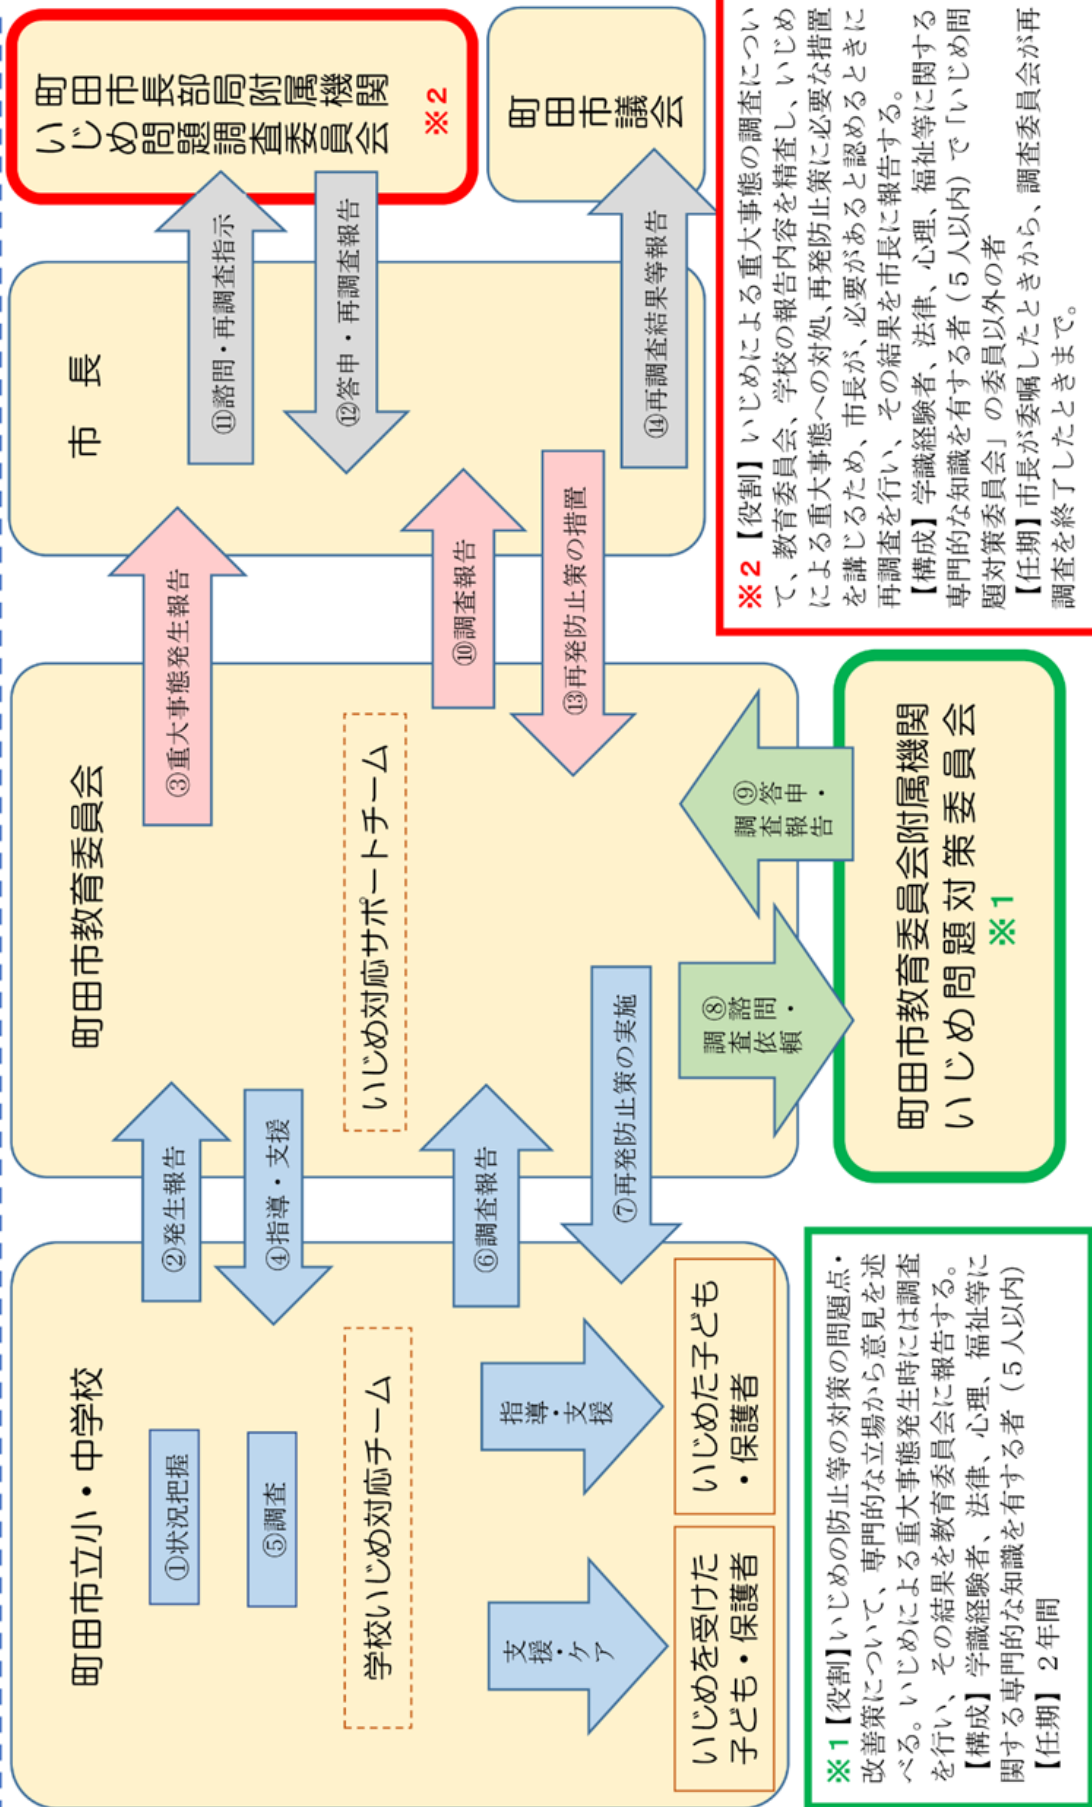 町田市立小・中学校
①状況把握
⑤調査
学校いじめ対応チーム
支援・ケア
指導・支援
いじめを受けた
子ども・保護者
いじめた子ども
・保護者
②発生報告
④指導・支援
⑥調査報告
⑦再発防止策の実施
町田市教育委員会
いじめ対応サポートチーム
⑧諮問・
調査依頼
⑨答申・
調査報告
町田市教育委員会附属機関
いじめ問題対策委員会
※1
③重大事態発生報告
⑩調査報告
⑬再発防止策の措置
市 長
⑪諮問・再調査指示
⑫答申・再調査報告
⑭再調査結果等報告
町田市長部局附属機関
いじめ問題調査委員会
※2
町田市議会
※1【役割】いじめの防止等の対策の問題点・
改善策について、専門的な立場から意見を述
べる。いじめによる重大事態発生時には調査
を行い、その結果を教育委員会に報告する。
【構成】学識経験者、法律、心理、福祉等に
関する専門的な知識を有する者（５人以内）
【任期】２年間
※2【役割】いじめによる重大事態の調査につい
て、教育委員会、学校の報告内容を精査し、いじめ
による重大事態への対処、再発防止策に必要な措置
を講じるため、市長が、必要があると認めるときに
再調査を行い、その結果を市長に報告する。
【構成】学識経験者、法律、心理、福祉等に関する
専門的な知識を有する者（５人以内）で「いじめ問
題対策委員会」の委員以外の者
【任期】市長が委嘱したときから、調査委員会が再
調査を終了したときまで。